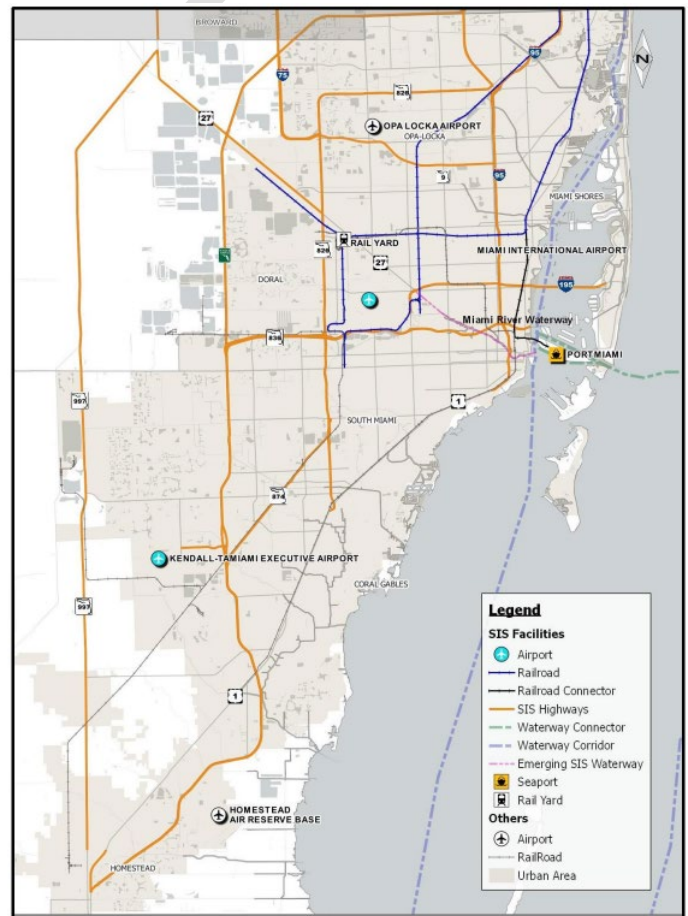 BROWARD
95
75
826
27
OPA LOCKA AIRPORT
OPA-LOCKA
N
9
95
MIAMI SHORES
RAIL YARD
826
27
MIAMI INTERNATIONAL AIRPORT
DORAL
195
Miami River Waterway
836
PORTMIAMI
997
1
SOUTH MIAMI
874
KENDALL-TAMIAMI EXECUTIVE AIRPORT
CORAL GABLES
997
1
HOMESTEAD
AIR RESERVE BASE
HOMESTEAD
Legend
SIS Facilities
Airport
Railroad
Railroad Connector
SIS Highways
Waterway Connector
Waterway Corridor
Emerging SIS Waterway
Seaport
Rail Yard
Others
Airport
RailRoad
Urban Area